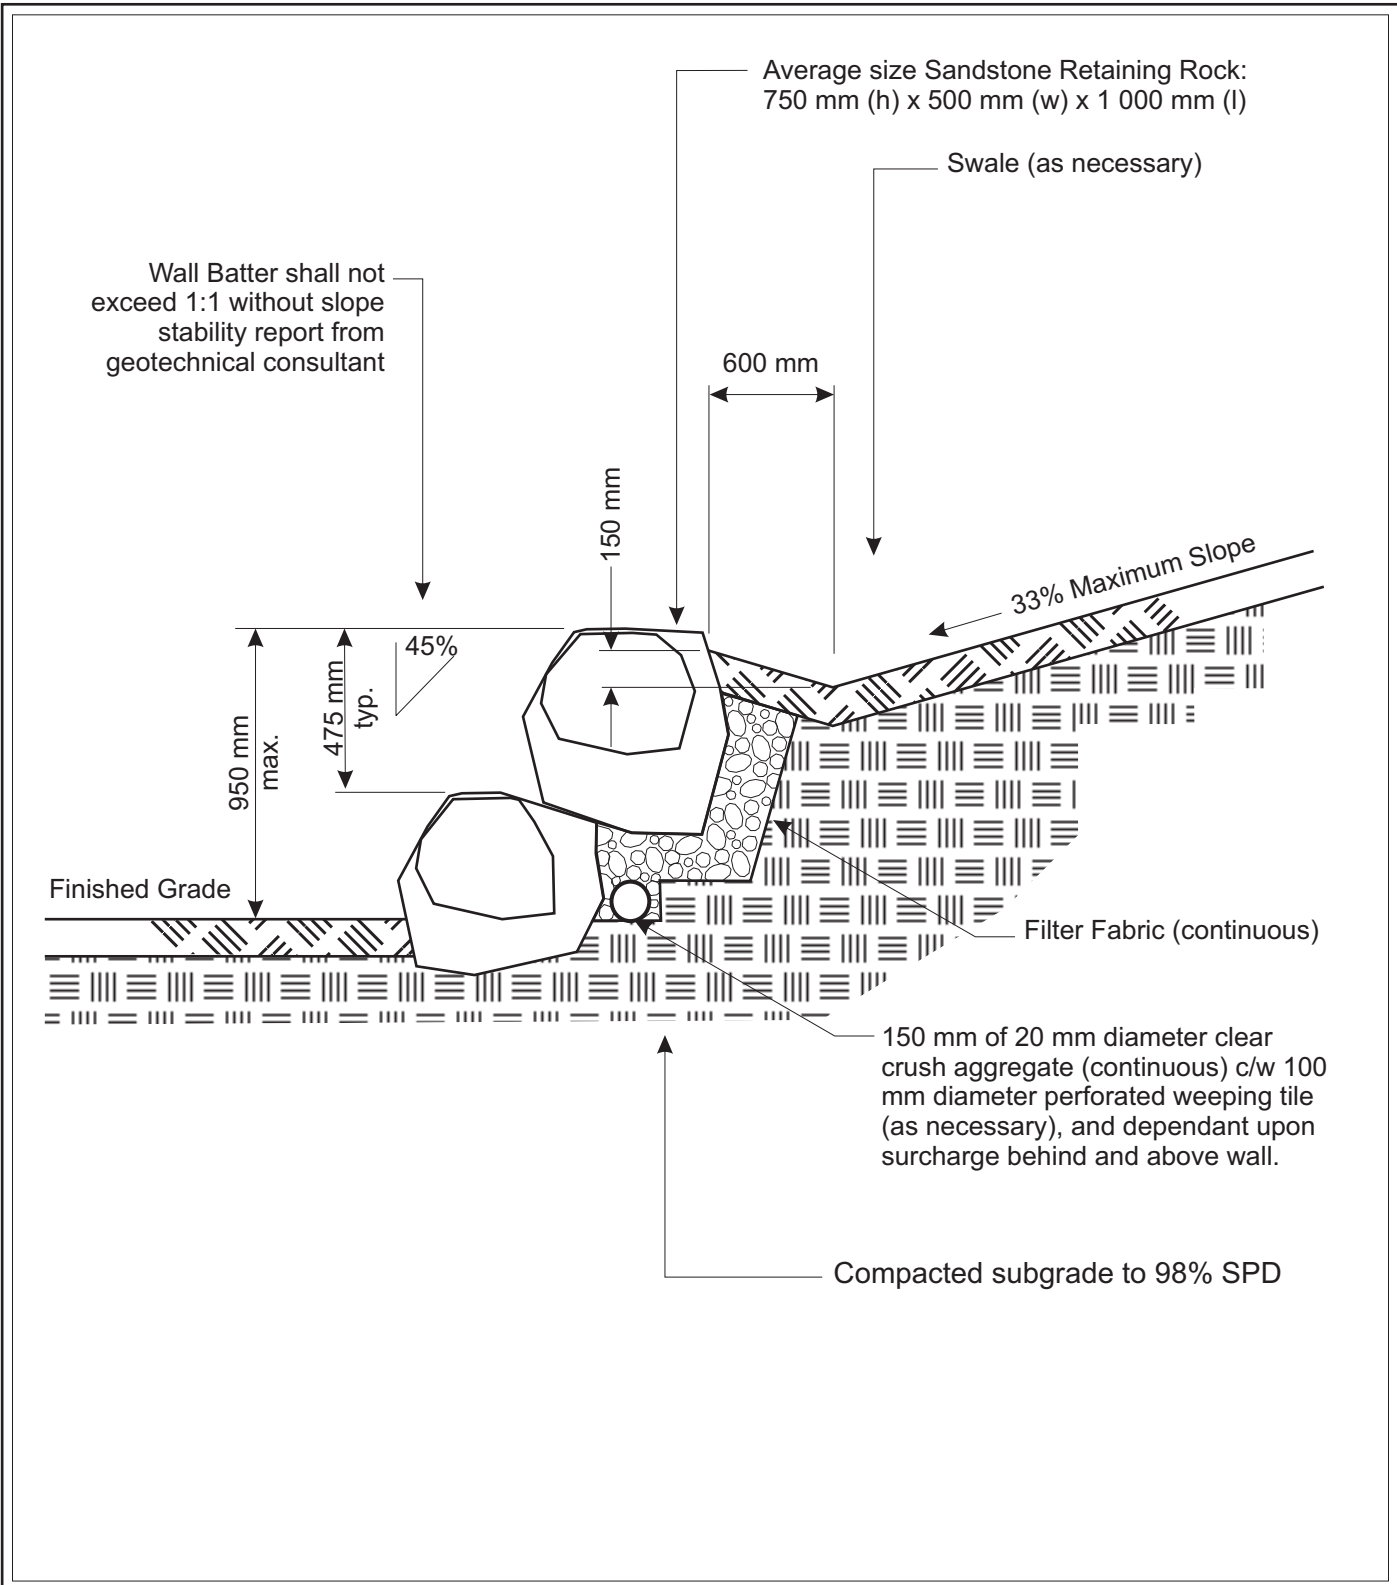 Average size Sandstone Retaining Rock:
750 mm (h) x 500 mm (w) x 1 000 mm (l)
Swale (as necessary)
Wall Batter shall not
exceed 1:1 without slope
stability report from
geotechnical consultant
600 mm
150 mm
33% Maximum Slope
45%
475 mm
typ.
950 mm
max.
Finished Grade
Filter Fabric (continuous)
150 mm of 20 mm diameter clear
crush aggregate (continuous) c/w 100
mm diameter perforated weeping tile
(as necessary), and dependant upon
surcharge behind and above wall.
Compacted subgrade to 98% SPD